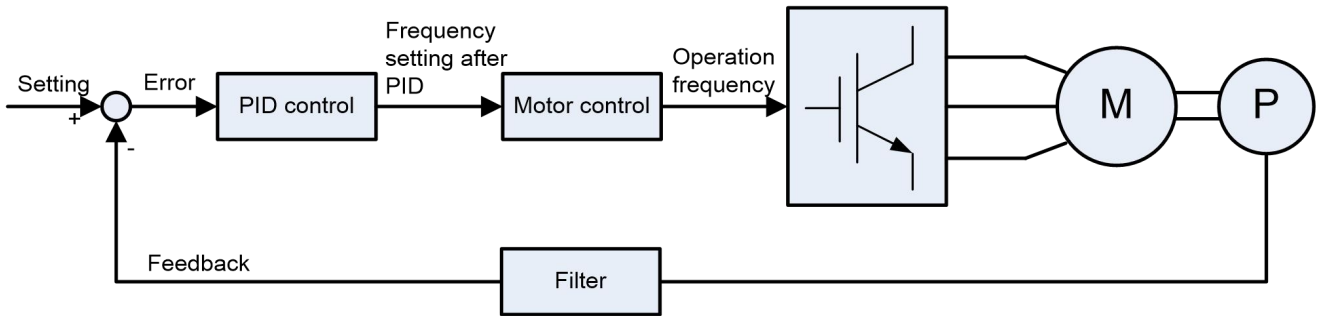 Setting
+
-
Error
PID control
Frequency
setting after
PID
Motor control
Operation
frequency
M
P
Feedback
Filter